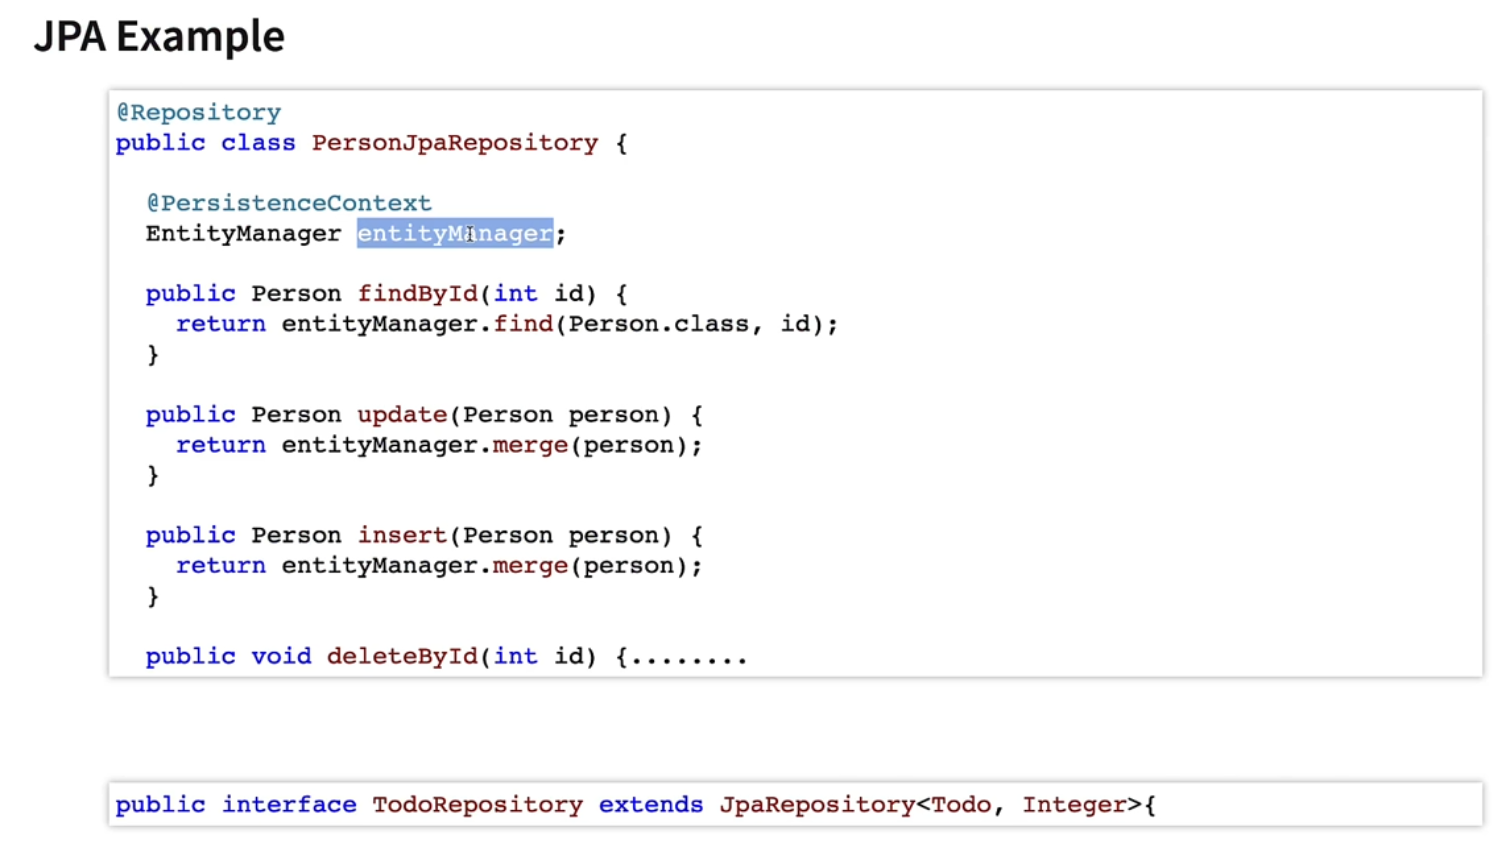 JPA Example
@Repository
public class PersonJpaRepository {
@PersistenceContext
EntityManager entityManager;
public Person findById(int id) {
return entityManager.find(Person.class, id);
}
public Person update(Person person) {
return entityManager.merge(person);
}
public Person insert(Person person) {
return entityManager.merge(person);
}
public void deleteById(int id) {........
public interface TodoRepository extends JpaRepository<Todo, Integer>{